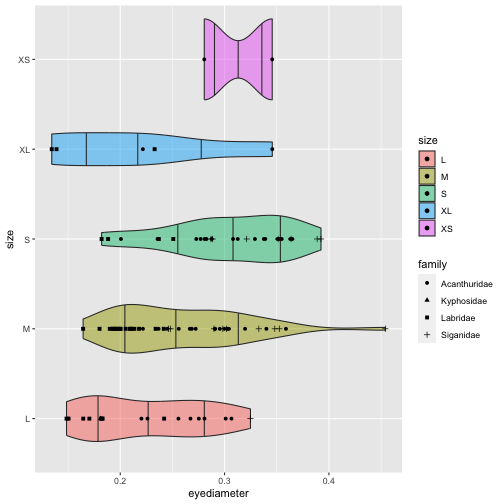 XS
XL
S
M
L
size
0.2
0.3
0.4
eyediameter
size
L
M
S
XL
XS
family
Acanthuridae
Kyphosidae
Labridae
Siganidae